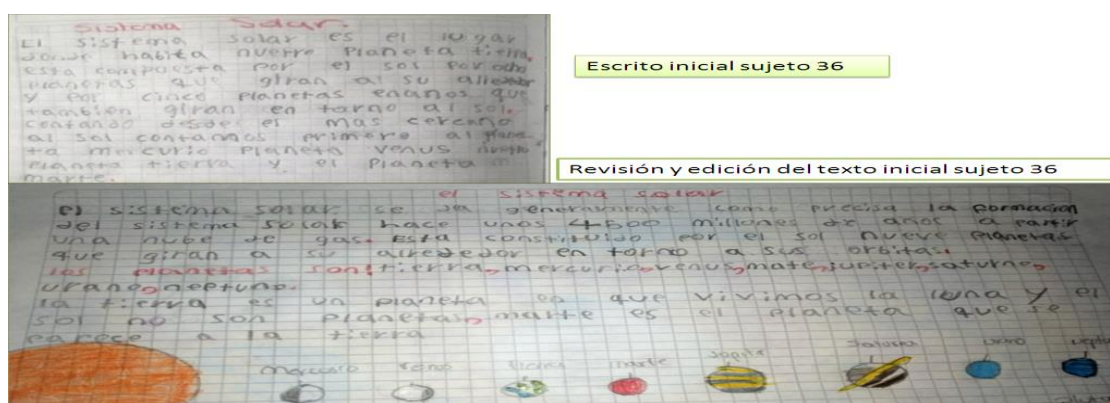 Sistema Solar.
El sistema solar es el lugar
donde habita nuerro Planeta tierra.
esta compuesta por el sol Por ocho
Planetas que giran al su alrededor
y por cinco Planetas enanos que
tambien giran en torno al sol.
contando desde el mas cercano
al sol contamos primero al Plane
ta mercurio Planeta venus
Planeta tierra y el Planeta
marte.
Escrito inicial sujeto 36
Revisión y edición del texto inicial sujeto 36
el sistema solar
el sistema solar se da generalmente como precisa la formación
del sistema solar hace unos 4500 millones de años a partir
una nube de gas. Esta constituido por el sol nueve planetas
que giran a su alrededor en torno a sus orbitas.
los planetas son: tierra, mercurio, venus, mate, jupiter, saturno,
urano, neptuno.
la tierra es un planeta en que vivimos la luna y el
sol no son planetas, marte es el planeta que se
parece a la tierra
mercurio venus tierra marte Jupite Saturno urano neptu